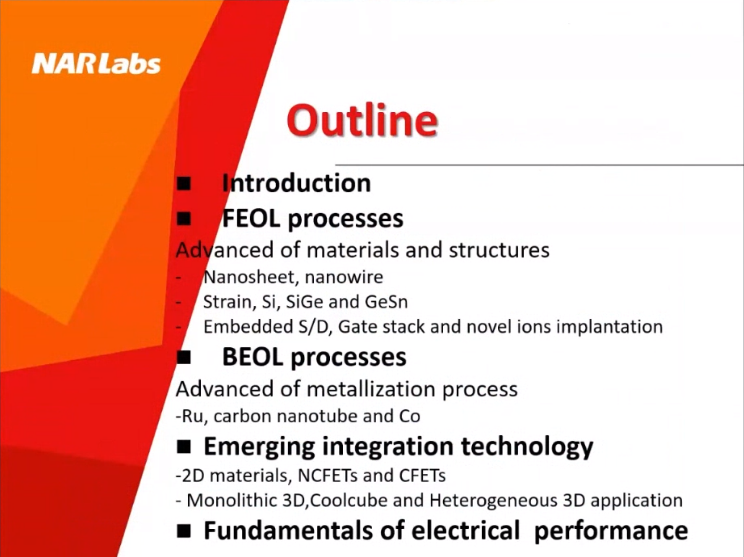 NARLabs
Outline
■ Introduction
■ FEOL processes
Advanced of materials and structures
- Nanosheet, nanowire
- Strain, Si, SiGe and GeSn
- Embedded S/D, Gate stack and novel ions implantation
■ BEOL processes
Advanced of metallization process
-Ru, carbon nanotube and Co
■ Emerging integration technology
-2D materials, NCFETs and CFETs
- Monolithic 3D,Coolcube and Heterogeneous 3D application
■ Fundamentals of electrical performance